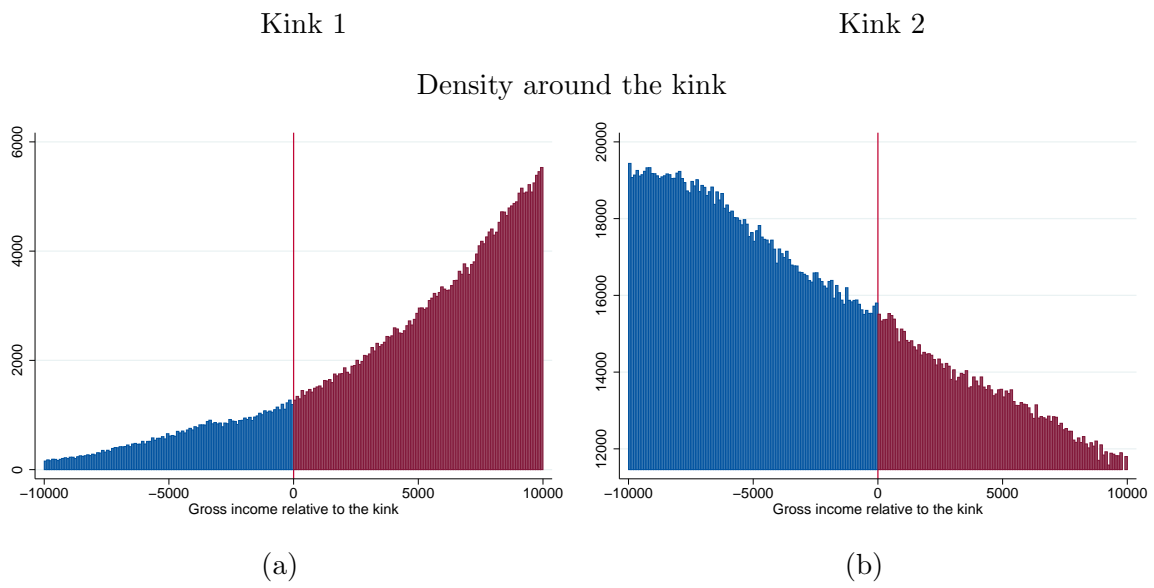 Kink 1
Kink 2
Density around the kink
6000
4000
2000
0
−10000 −5000 0 5000 10000
Gross income relative to the kink
(a)
20000
18000
16000
14000
12000
−10000 −5000 0 5000 10000
Gross income relative to the kink
(b)